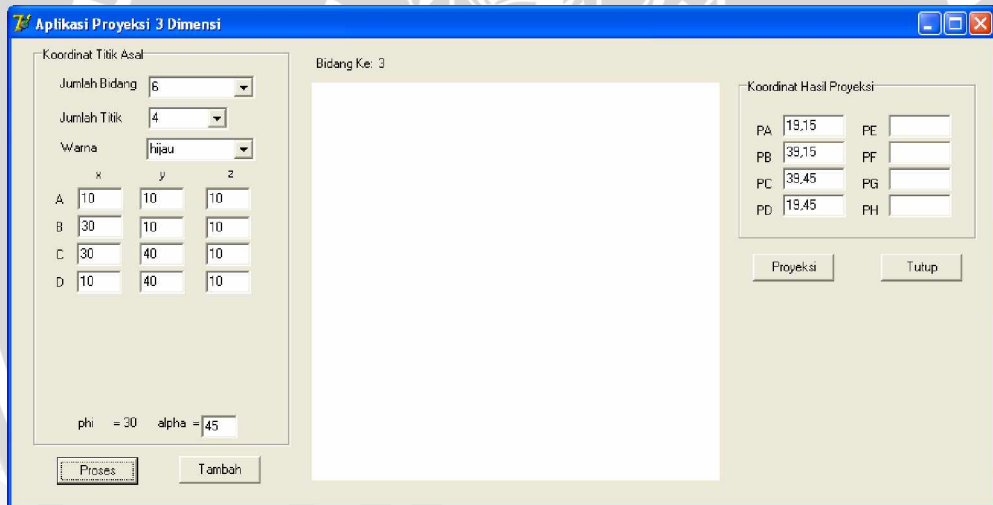 Aplikasi Proyeksi 3 Dimensi
Koordinat Titik Asal
Jumlah Bidang 6
Jumlah Titik 4
Warna hijau
x y z
A 10 10 10
B 30 10 10
C 30 40 10
D 10 40 10
phi = 30 alpha = 45
Proses Tambah
Bidang Ke: 3
Koordinat Hasil Proyeksi
PA 19,15 PE
PB 39,15 PF
PC 39,45 PG
PD 19,45 PH
Proyeksi Tutup